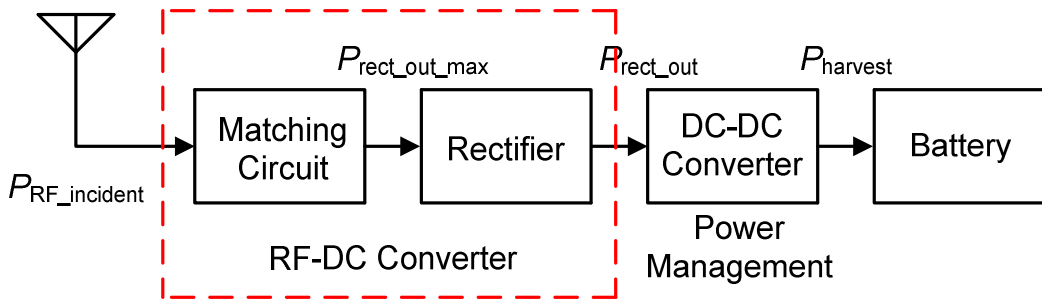 P_rect_out_max
P_rect_out
P_harvest
Matching
Circuit
Rectifier
DC-DC
Converter
Battery
P_RF_incident
RF-DC Converter
Power
Management